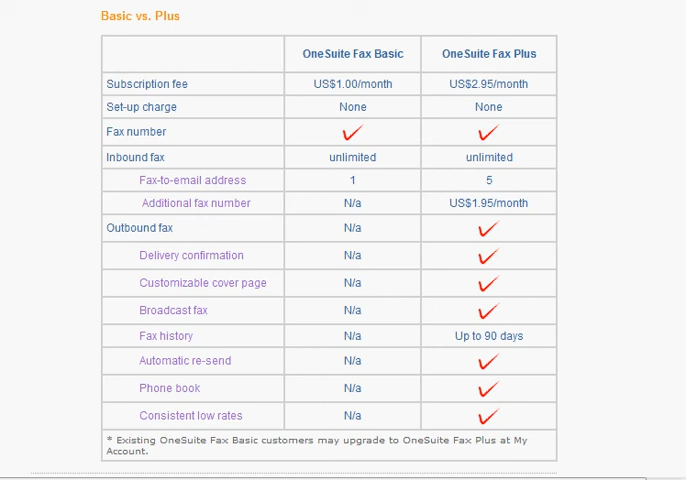 Basic vs. Plus
OneSuite Fax Basic OneSuite Fax Plus
Subscription fee US$1.00/month US$2.95/month
Set-up charge None None
Fax number
Inbound fax unlimited unlimited
Fax-to-email address 1 5
Additional fax number N/a US$1.95/month
Outbound fax N/a
Delivery confirmation N/a
Customizable cover page N/a
Broadcast fax N/a
Fax history N/a Up to 90 days
Automatic re-send N/a
Phone book N/a
Consistent low rates N/a
* Existing OneSuite Fax Basic customers may upgrade to OneSuite Fax Plus at My
Account.